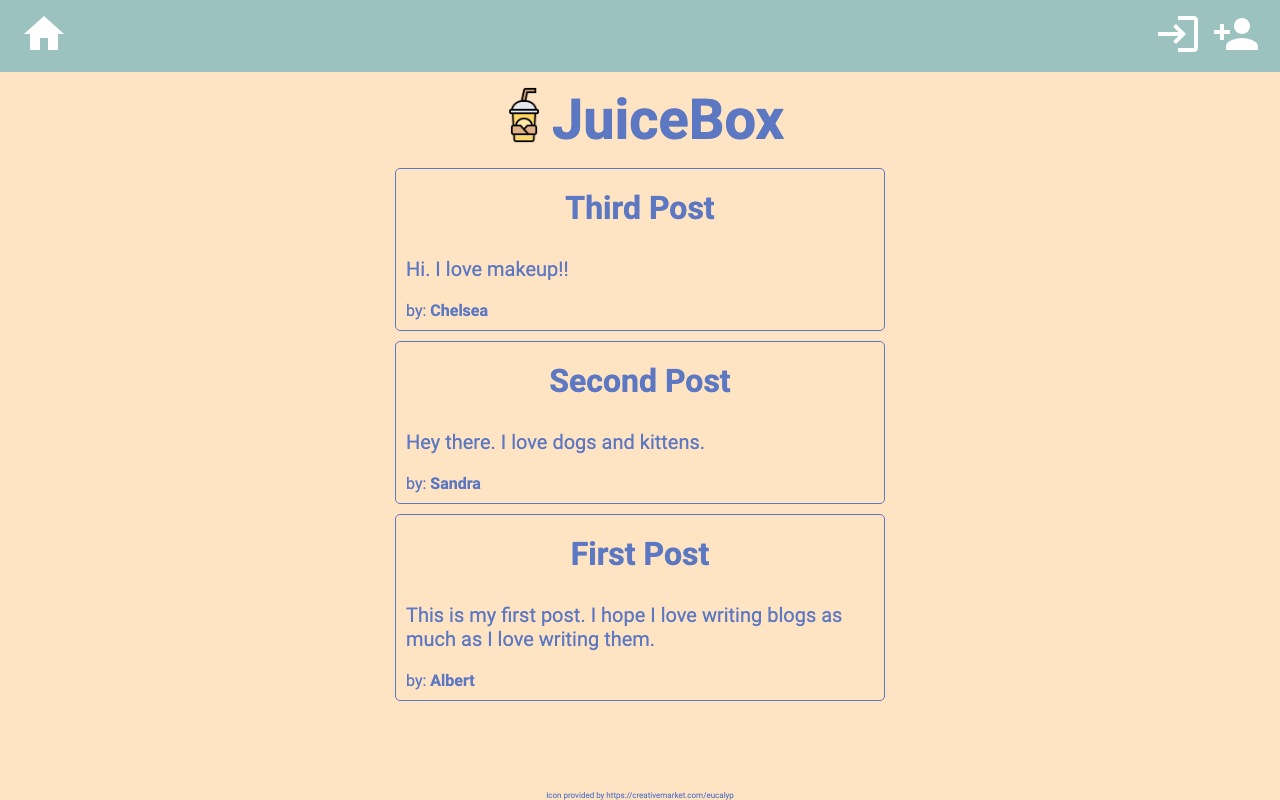 JuiceBox
Third Post
Hi. I love makeup!!
by: Chelsea
Second Post
Hey there. I love dogs and kittens.
by: Sandra
First Post
This is my first post. I hope I love writing blogs as
much as I love writing them.
by: Albert
Icon provided by https://creativemarket.com/eucalyp